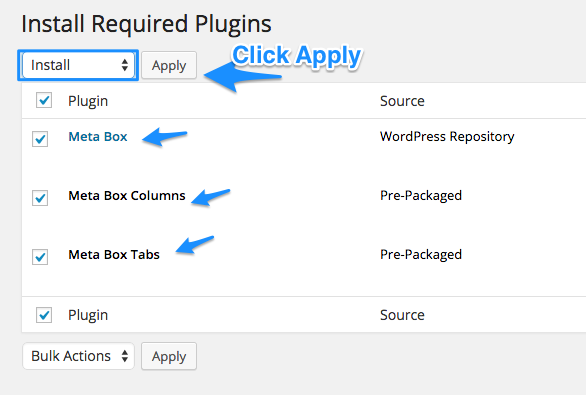 Install Required Plugins
Install Apply Click Apply
Plugin Source
Meta Box WordPress Repository
Meta Box Columns Pre-Packaged
Meta Box Tabs Pre-Packaged
Plugin Source
Bulk Actions Apply